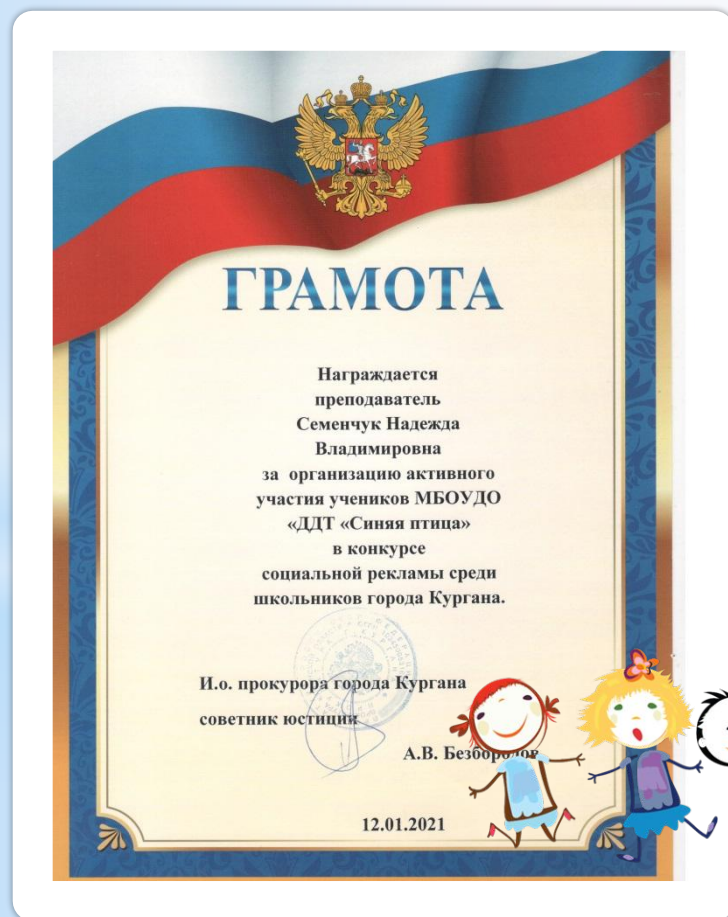 ГРАМОТА
Награждается
преподаватель
Семенчук Надежда
Владимировна
за организацию активного
участия учеников МБОУДО
«ДДТ «Синяя птица»
в конкурсе
социальной рекламы среди
школьников города Кургана.
И.о. прокурора города Кургана
советник юстиции
А.В. Безбородов
12.01.2021